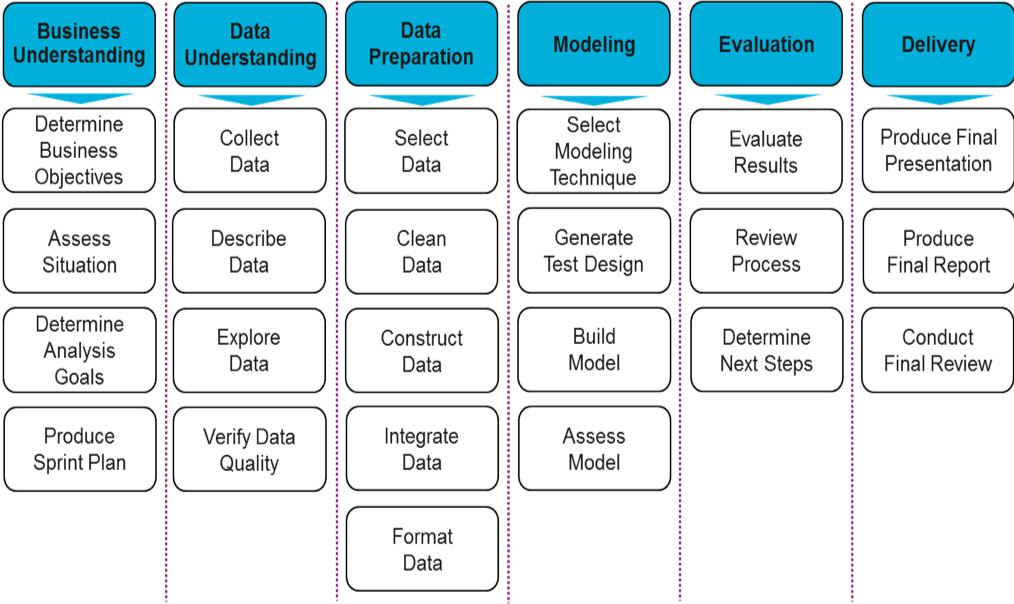 Business
Understanding
Determine
Business
Objectives
Assess
Situation
Determine
Analysis
Goals
Produce
Sprint Plan
Data
Understanding
Collect
Data
Describe
Data
Explore
Data
Verify Data
Quality
Data
Preparation
Select
Data
Clean
Data
Construct
Data
Integrate
Data
Format
Data
Modeling
Select
Modeling
Technique
Generate
Test Design
Build
Model
Assess
Model
Evaluation
Evaluate
Results
Review
Process
Determine
Next Steps
Delivery
Produce Final
Presentation
Produce
Final Report
Conduct
Final Review